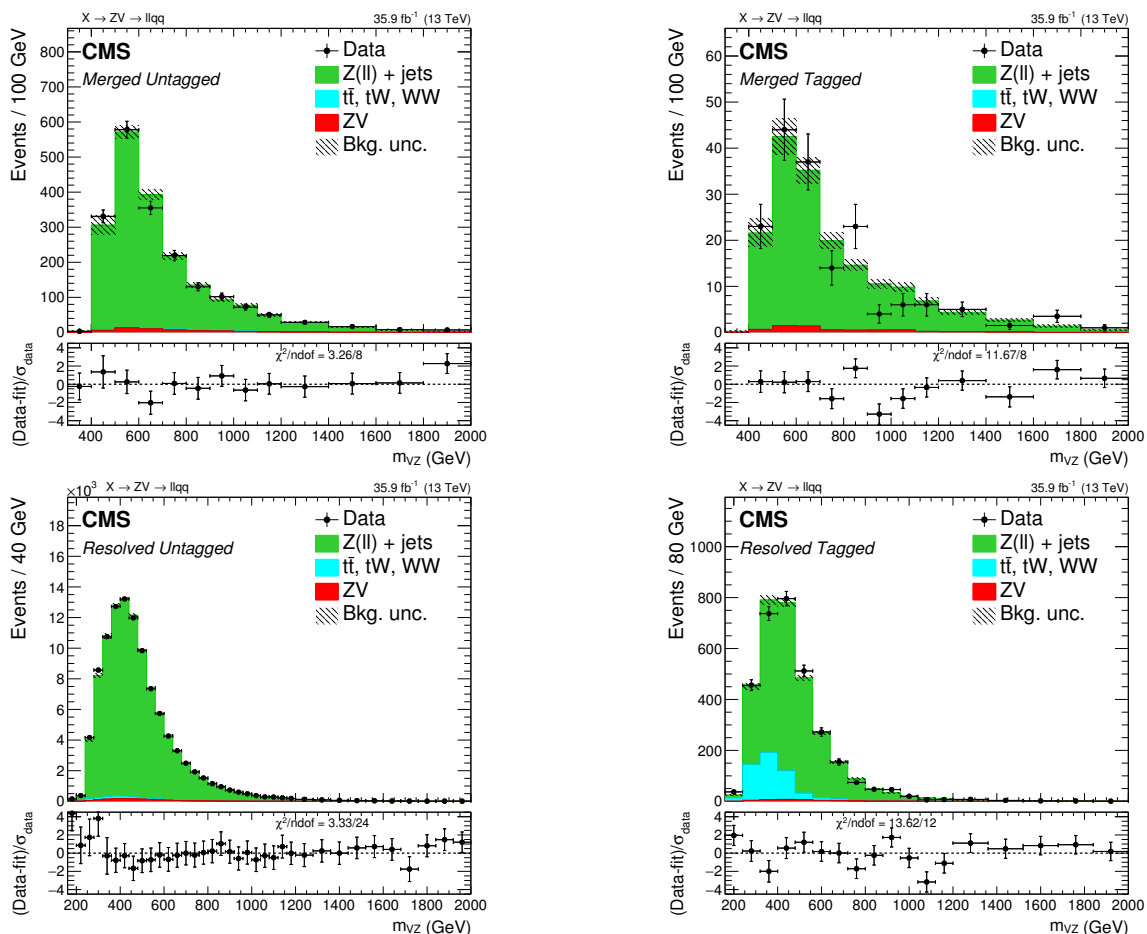 X → ZV → llqq 35.9 fb⁻¹ (13 TeV)
CMS
Merged Untagged
Data
Z(ll) + jets
tt̄, tW, WW
ZV
Bkg. unc.
Events / 100 GeV
800
700
600
500
400
300
200
100
0
χ²/ndof = 3.26/8
(Data-fit)/σ_data
4
2
0
−2
−4
400 600 800 1000 1200 1400 1600 1800 2000
m_VZ (GeV)
X → ZV → llqq 35.9 fb⁻¹ (13 TeV)
CMS
Merged Tagged
Data
Z(ll) + jets
tt̄, tW, WW
ZV
Bkg. unc.
Events / 100 GeV
60
50
40
30
20
10
0
χ²/ndof = 11.67/8
(Data-fit)/σ_data
4
2
0
−2
−4
400 600 800 1000 1200 1400 1600 1800 2000
m_VZ (GeV)
×10³ X → ZV → llqq 35.9 fb⁻¹ (13 TeV)
CMS
Resolved Untagged
Data
Z(ll) + jets
tt̄, tW, WW
ZV
Bkg. unc.
Events / 40 GeV
18
16
14
12
10
8
6
4
2
0
χ²/ndof = 3.33/24
(Data-fit)/σ_data
4
2
0
−2
−4
200 400 600 800 1000 1200 1400 1600 1800 2000
m_VZ (GeV)
X → ZV → llqq 35.9 fb⁻¹ (13 TeV)
CMS
Resolved Tagged
Data
Z(ll) + jets
tt̄, tW, WW
ZV
Bkg. unc.
Events / 80 GeV
1000
800
600
400
200
0
χ²/ndof = 13.62/12
(Data-fit)/σ_data
4
2
0
−2
−4
200 400 600 800 1000 1200 1400 1600 1800 2000
m_VZ (GeV)